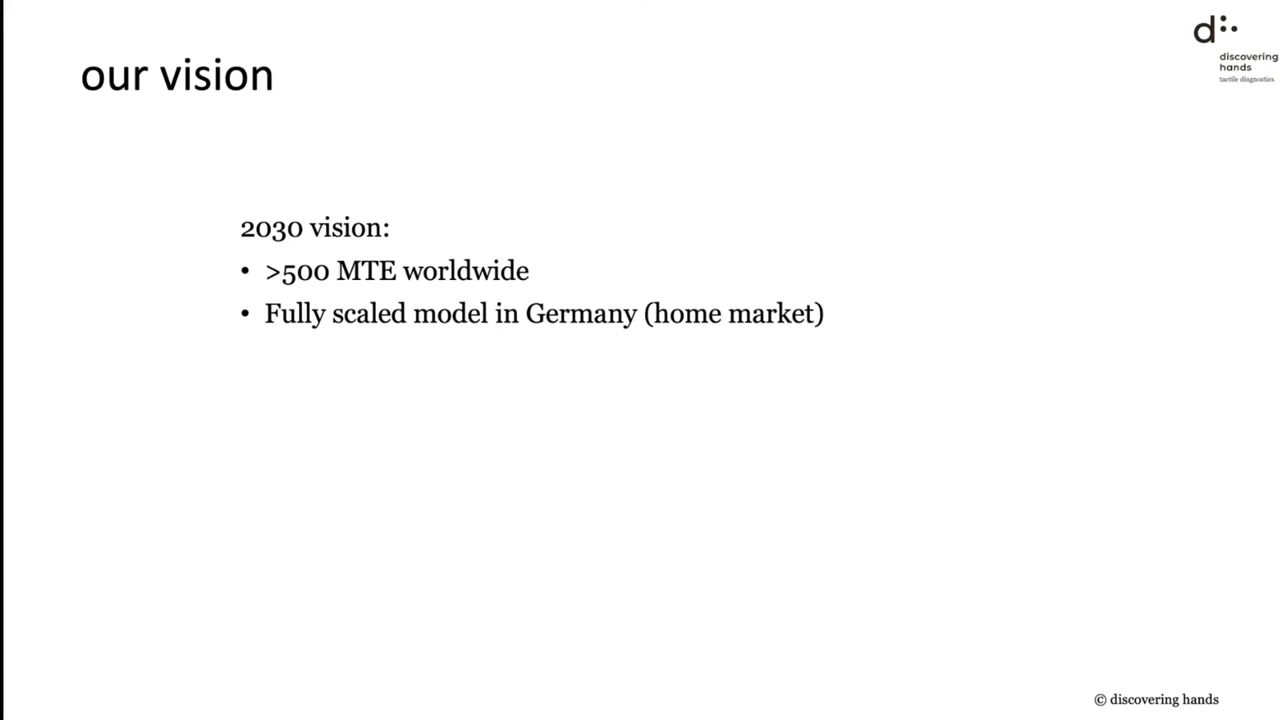 our vision
d
discovering
hands
tactile diagnostics
2030 vision:
• >500 MTE worldwide
• Fully scaled model in Germany (home market)
© discovering hands